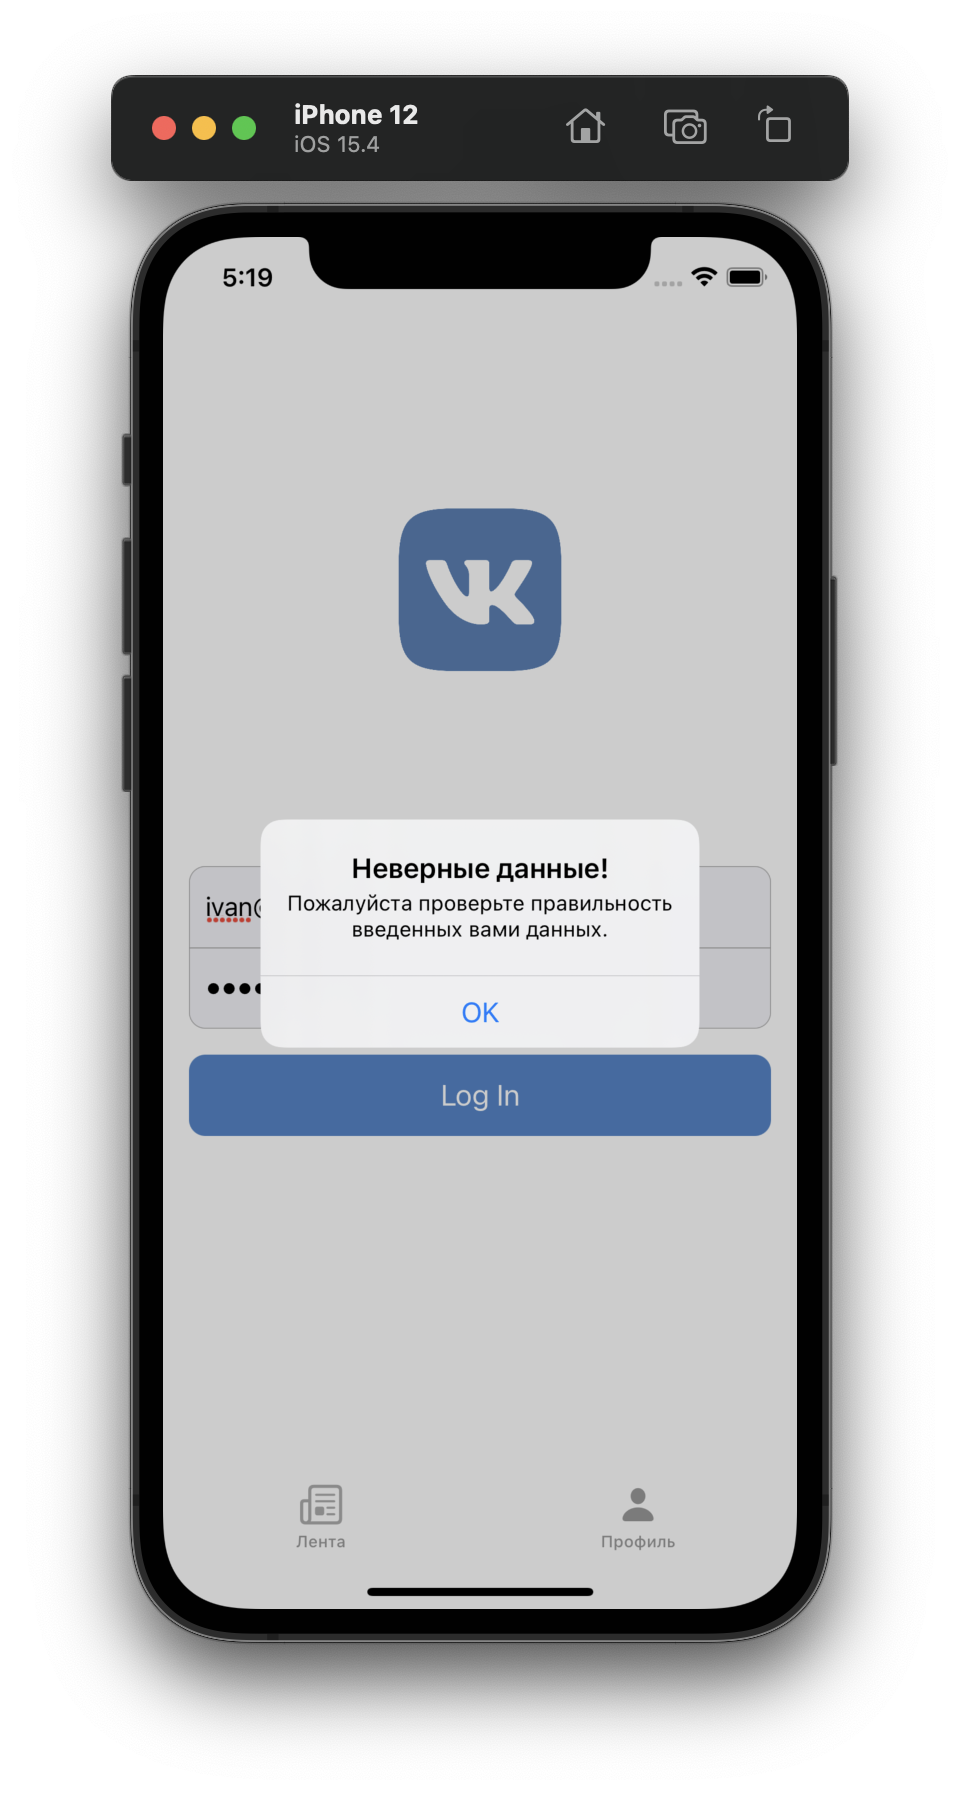 iPhone 12
iOS 15.4
5:19
VK
Неверные данные!
Пожалуйста проверьте правильность
введенных вами данных.
OK
ivan@
••••
Log In
Лента
Профиль